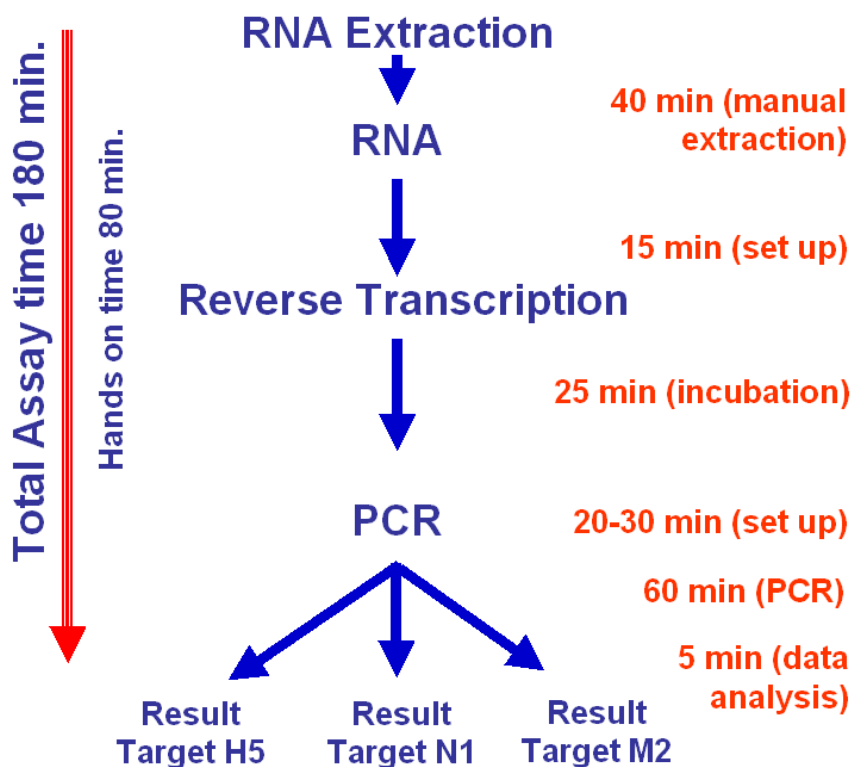 Total Assay time 180 min.
Hands on time 80 min.
RNA Extraction
40 min (manual
extraction)
RNA
15 min (set up)
Reverse Transcription
25 min (incubation)
PCR
20-30 min (set up)
60 min (PCR)
5 min (data
analysis)
Result
Target H5
Result
Target N1
Result
Target M2